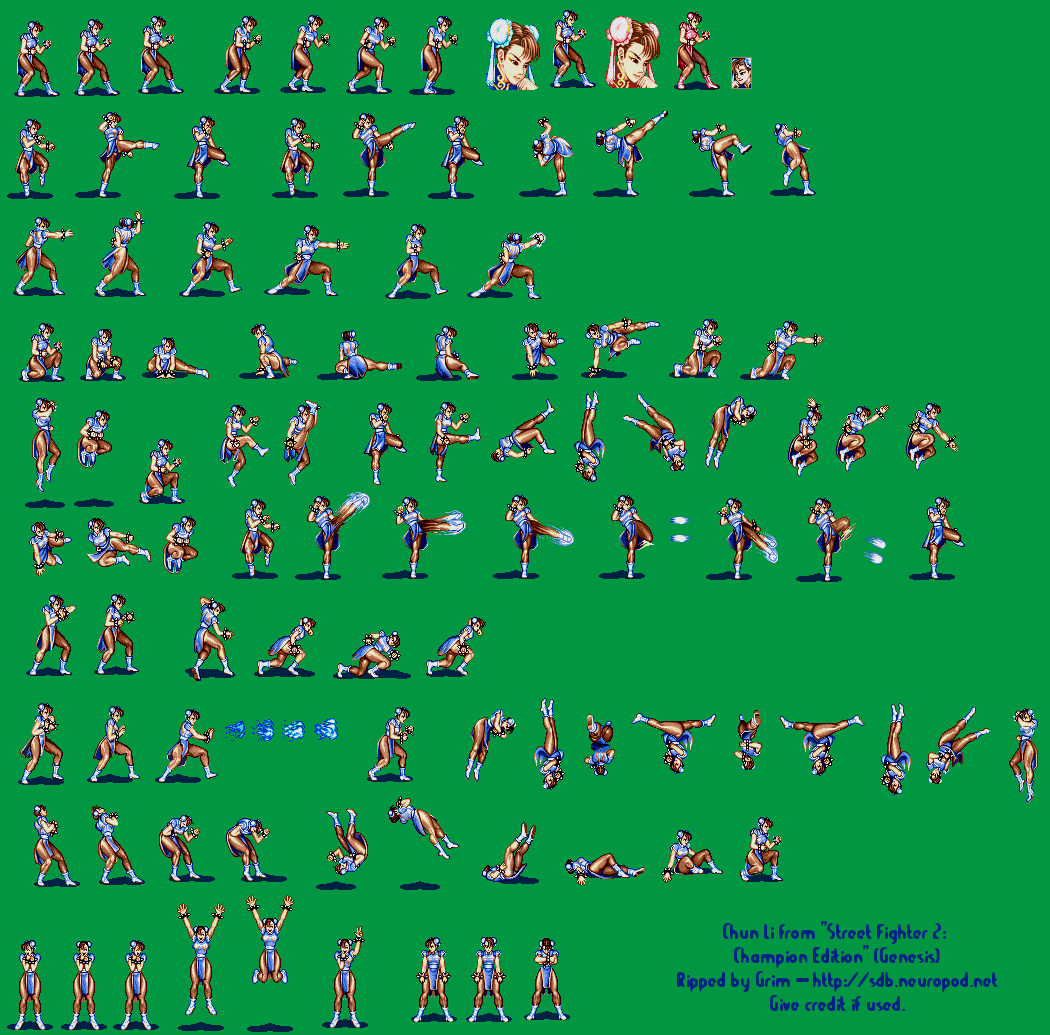 Chun Li from "Street Fighter 2:
Champion Edition" (Genesis)
Ripped by Grim – http://sdb.neuropod.net
Give credit if used.